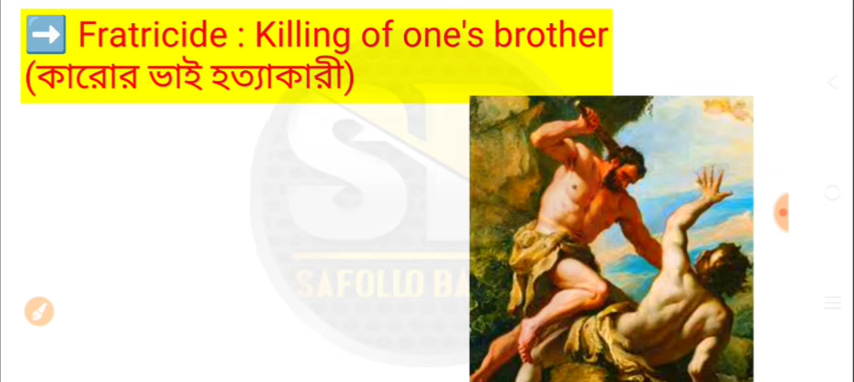 ➡️ Fratricide : Killing of one's brother
(কারোর ভাই হত্যাকারী)
SAFOLLO BA